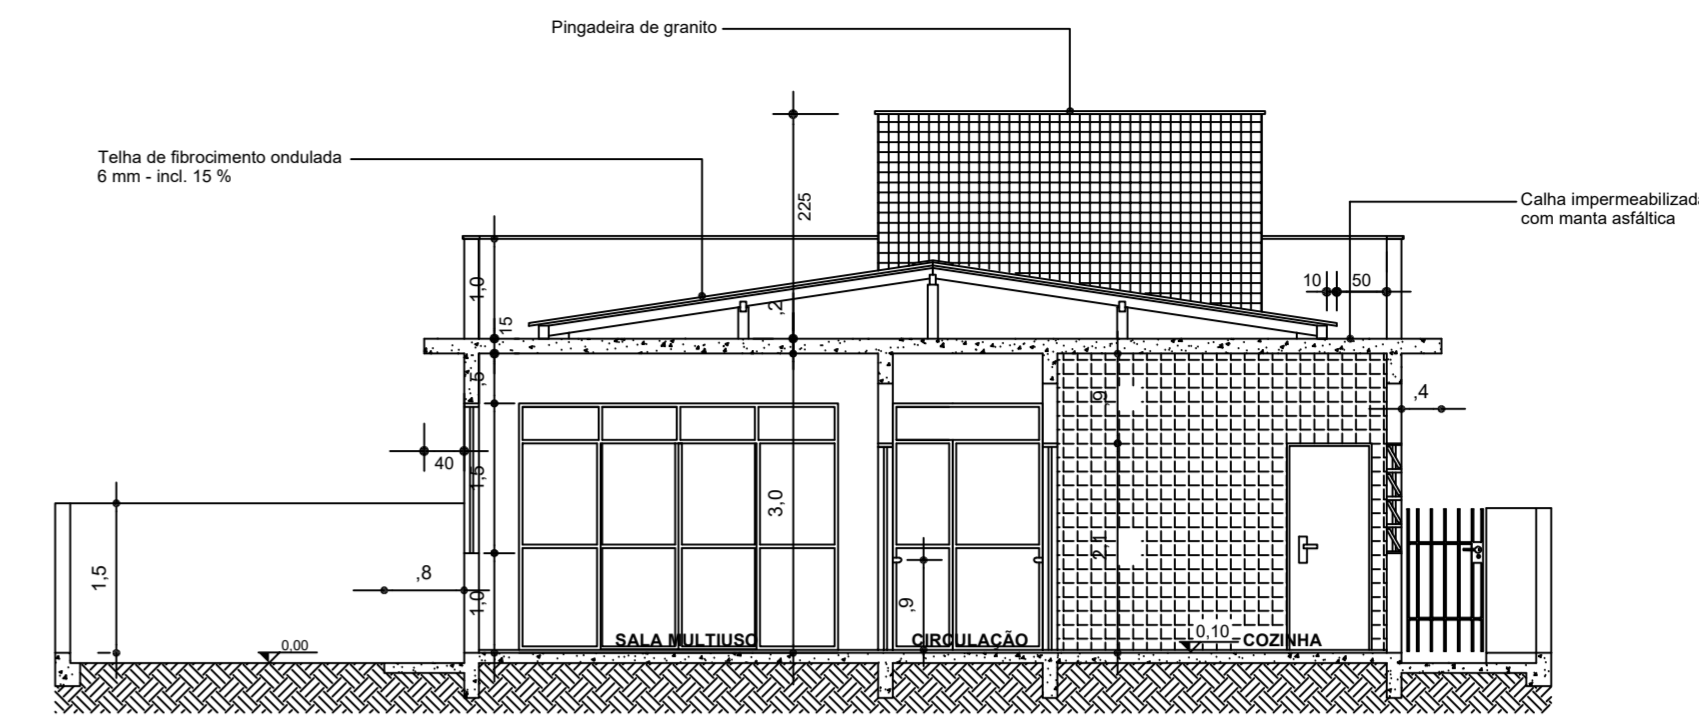 Pingadeira de granito
Telha de fibrocimento ondulada
6 mm - incl. 15 %
Calha impermeabilizada
com manta asfáltica
225
1,0
15
,2
10
50
,5
,9
,4
40
1,5
3,0
1,5
,8
1,0
2,1
,9
0,00
0,10
SALA MULTIUSO
CIRCULAÇÃO
COZINHA